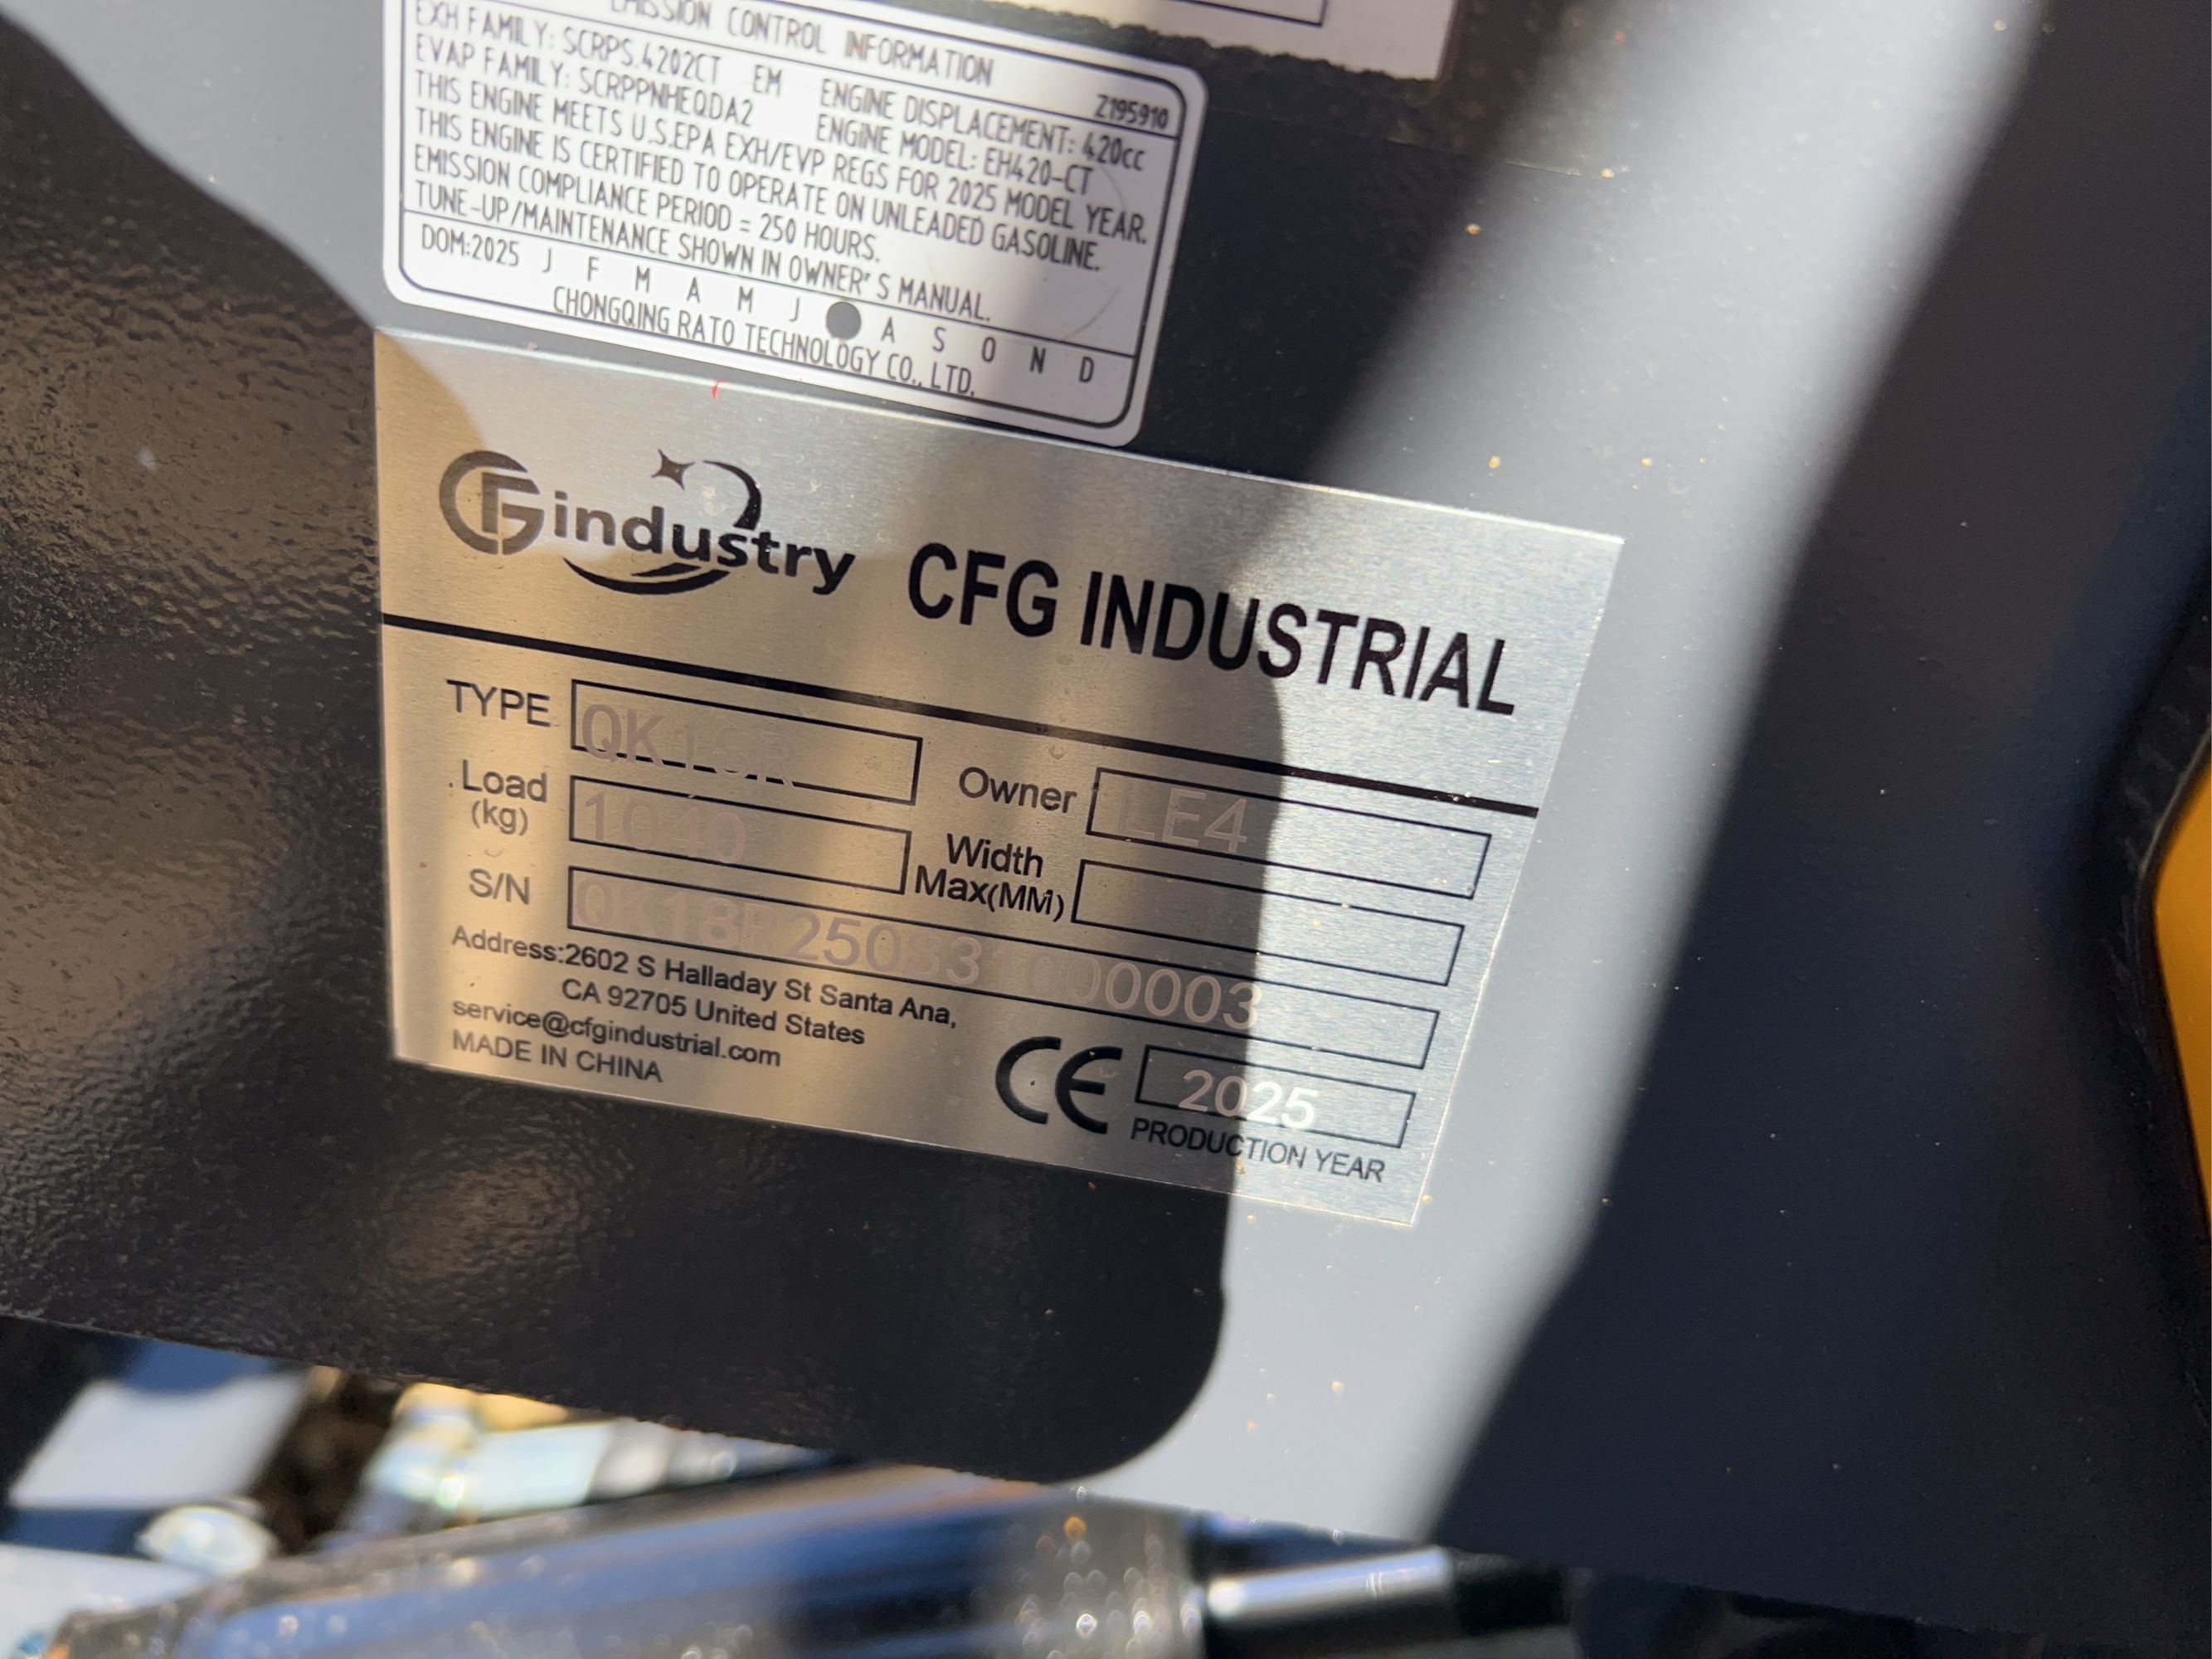 EMISSION CONTROL INFORMATION
Z195910
EXH FAMILY: SCRPS.4202CT EM ENGINE DISPLACEMENT: 420cc
EVAP FAMILY: SCRPPNHEQDA2 ENGINE MODEL: EH420-CT
THIS ENGINE MEETS U.S.EPA EXH/EVP REGS FOR 2025 MODEL YEAR.
THIS ENGINE IS CERTIFIED TO OPERATE ON UNLEADED GASOLINE.
EMISSION COMPLIANCE PERIOD = 250 HOURS.
TUNE-UP/MAINTENANCE SHOWN IN OWNER'S MANUAL.
DOM:2025 J F M A M J A S O N D
CHONGQING RATO TECHNOLOGY CO., LTD.
CFG industry CFG INDUSTRIAL
TYPE QK18R
Owner LE4
Load (kg) 1040
Width Max(MM)
S/N
Address:2602 S Halladay St Santa Ana,
CA 92705 United States
service@cfgindustrial.com
MADE IN CHINA
CE 2025
PRODUCTION YEAR